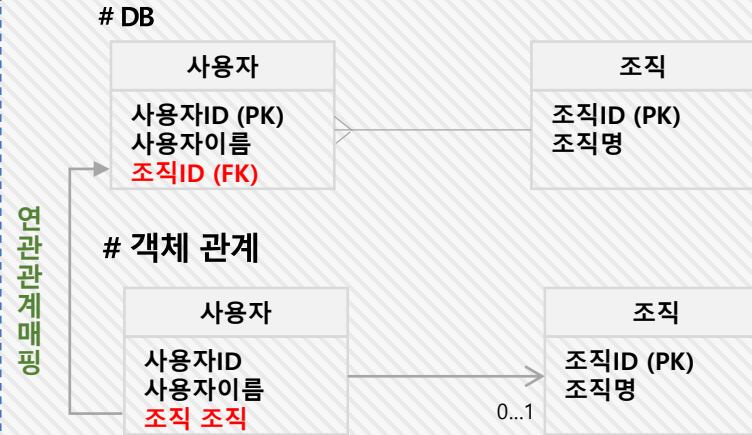 # DB
사용자
조직
사용자ID (PK)
사용자이름
조직ID (FK)
조직ID (PK)
조직명
연관관계매핑
# 객체 관계
사용자
조직
사용자ID
사용자이름
조직 조직
0...1
조직ID (PK)
조직명